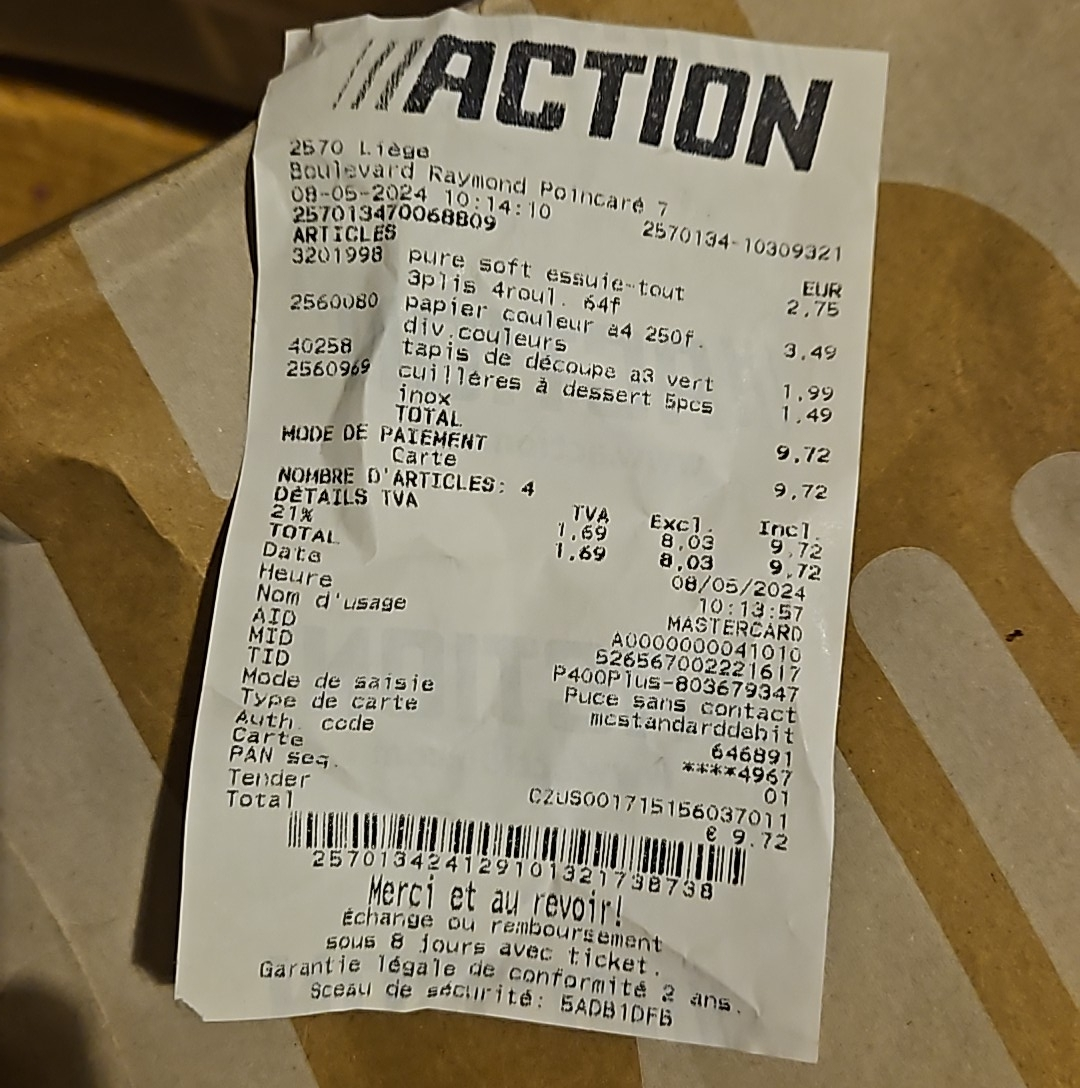 ACTION
2570 Liège
Boulevard Raymond Poincaré 7
08-05-2024 10:14:10 2570134-10309321
257013470068809
ARTICLES EUR
3201998 pure soft essuie-tout 2,75
3plis 4roul. 64f
2560080 papier couleur a4 250f. 3,49
div.couleurs
40258 tapis de découpe a3 vert 1,99
2560969 cuillères à dessert 5pcs 1,49
inox
TOTAL 9,72
MODE DE PAIEMENT
Carte 9,72
NOMBRE D'ARTICLES: 4
DÉTAILS TVA TVA Excl. Incl.
21% 1,69 8,03 9,72
TOTAL 1,69 8,03 9,72
Date 08/05/2024
Heure 10:13:57
Nom d'usage MASTERCARD
AID A0000000041010
MID 526567002221617
TID P400Plus-803679347
Mode de saisie Puce sans contact
Type de carte mcstandarddebit
Auth. code 646891
Carte ****4967
PAN seq. 01
Tender CZUS001715156037011
Total € 9.72
257013424129101321738738
Merci et au revoir!
Échange ou remboursement
sous 8 jours avec ticket.
Garantie légale de conformité 2 ans.
Sceau de sécurité: 5ADB1DFB